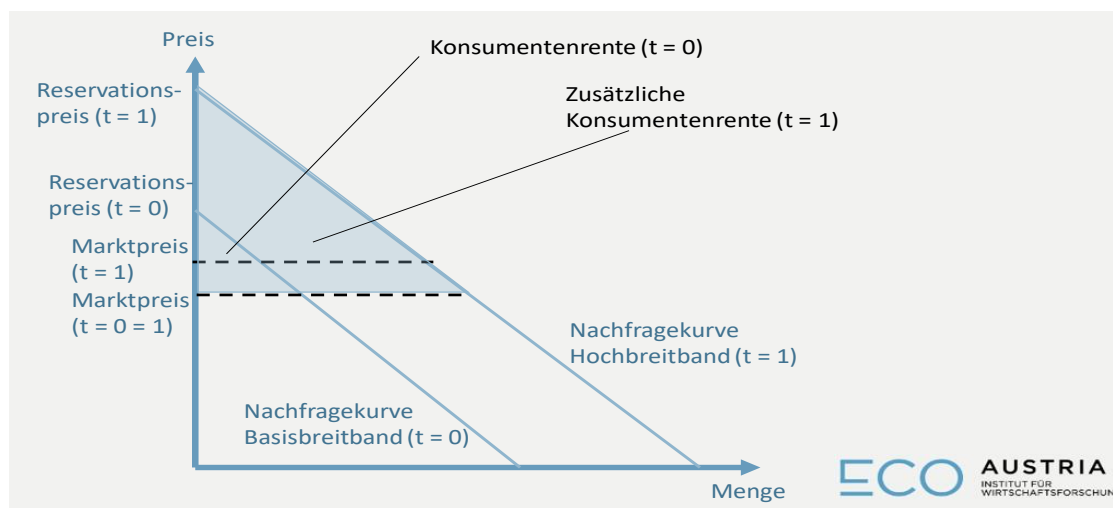 Preis
Konsumentenrente (t = 0)
Reservations-
preis (t = 1)
Zusätzliche
Konsumentenrente (t = 1)
Reservations-
preis (t = 0)
Marktpreis
(t = 1)
Marktpreis
(t = 0 = 1)
Nachfragekurve
Hochbreitband (t = 1)
Nachfragekurve
Basisbreitband (t = 0)
Menge
ECO
AUSTRIA
INSTITUT FÜR
WIRTSCHAFTSFORSCHUN